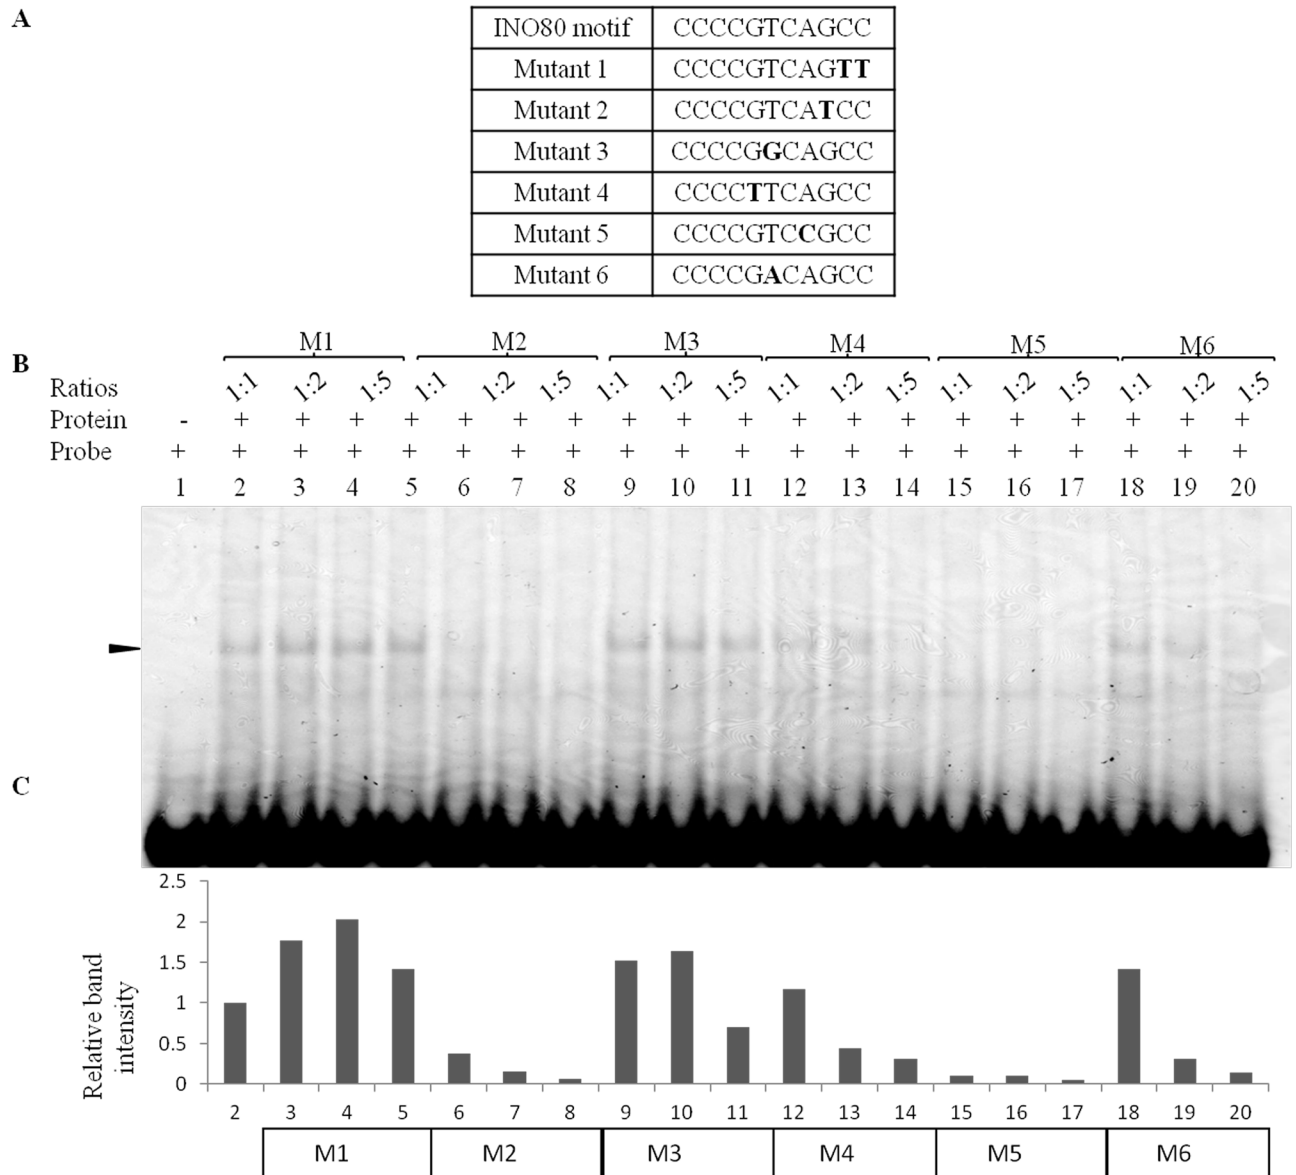 A
INO80 motif CCCCGTCAGCC
Mutant 1 CCCCGTCAGTT
Mutant 2 CCCCGTCATCC
Mutant 3 CCCCGGCAGCC
Mutant 4 CCCCTTCAGCC
Mutant 5 CCCCGTCCGCC
Mutant 6 CCCCGACAGCC
M1 M2 M3 M4 M5 M6
B
Ratios 1:1 1:2 1:5 1:1 1:2 1:5 1:1 1:2 1:5 1:1 1:2 1:5 1:1 1:2 1:5 1:1 1:2 1:5
Protein - + + + + + + + + + + + + + + + + + + +
Probe + + + + + + + + + + + + + + + + + + + +
1 2 3 4 5 6 7 8 9 10 11 12 13 14 15 16 17 18 19 20
C
Relative band
intensity
2.5
2
1.5
1
0.5
0
2 3 4 5 6 7 8 9 10 11 12 13 14 15 16 17 18 19 20
M1 M2 M3 M4 M5 M6